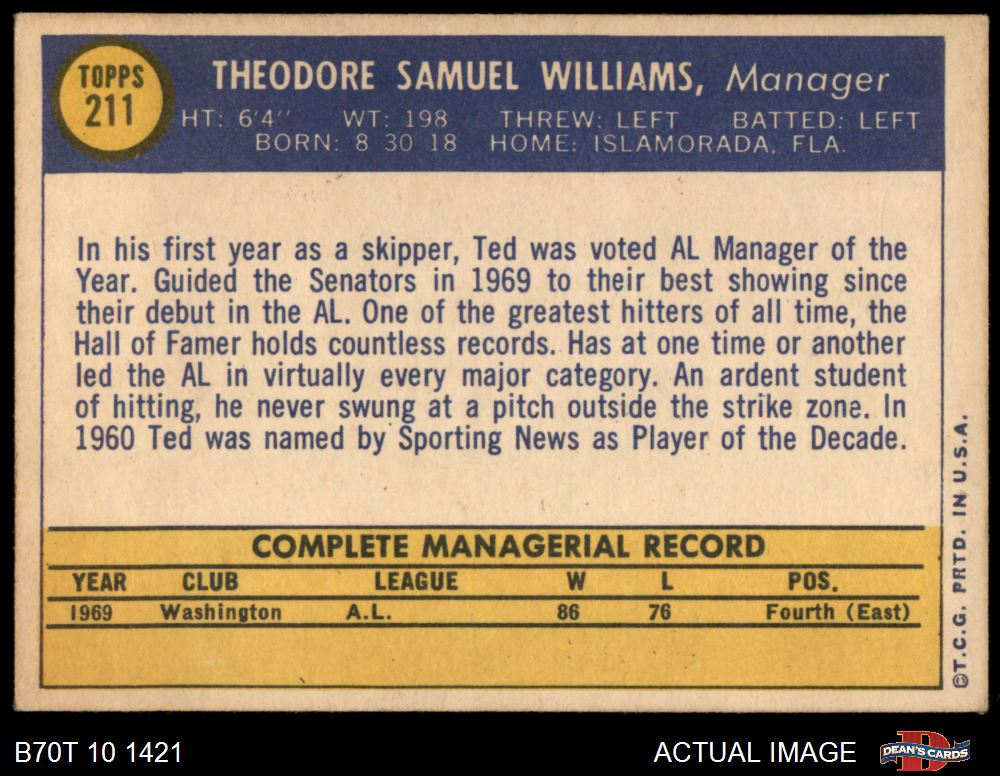 TOPPS
211
THEODORE SAMUEL WILLIAMS, Manager
HT: 6'4" WT: 198 THREW: LEFT BATTED: LEFT
BORN: 8 30 18 HOME: ISLAMORADA, FLA.
In his first year as a skipper, Ted was voted AL Manager of the
Year. Guided the Senators in 1969 to their best showing since
their debut in the AL. One of the greatest hitters of all time, the
Hall of Famer holds countless records. Has at one time or another
led the AL in virtually every major category. An ardent student
of hitting, he never swung at a pitch outside the strike zone. In
1960 Ted was named by Sporting News as Player of the Decade.
COMPLETE MANAGERIAL RECORD
YEAR CLUB LEAGUE W L POS.
1969 Washington A.L. 86 76 Fourth (East)
©T.C.G. PRTD. IN U.S.A.
B70T 10 1421
ACTUAL IMAGE
DEAN'S CARDS